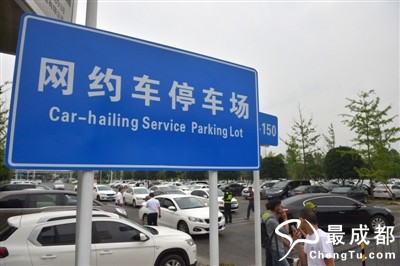 网约车停车场
Car-hailing Service Parking Lot
-150
最成都
ChengTu.com